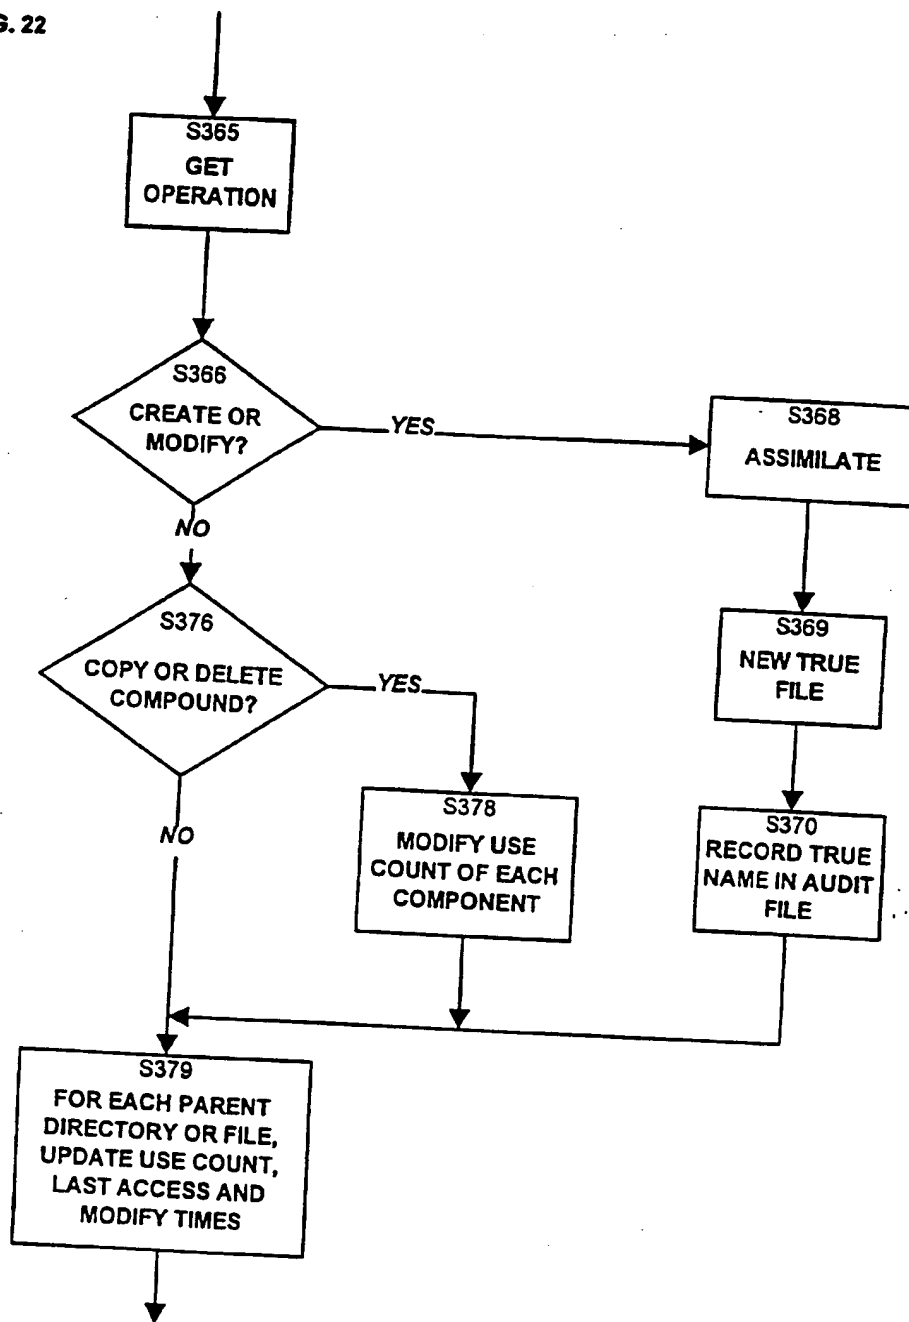 G. 22
S365
GET
OPERATION
S366
CREATE OR
MODIFY?
YES
S368
ASSIMILATE
NO
S376
COPY OR DELETE
COMPOUND?
YES
S369
NEW TRUE
FILE
NO
S378
MODIFY USE
COUNT OF EACH
COMPONENT
S370
RECORD TRUE
NAME IN AUDIT
FILE
S379
FOR EACH PARENT
DIRECTORY OR FILE,
UPDATE USE COUNT,
LAST ACCESS AND
MODIFY TIMES